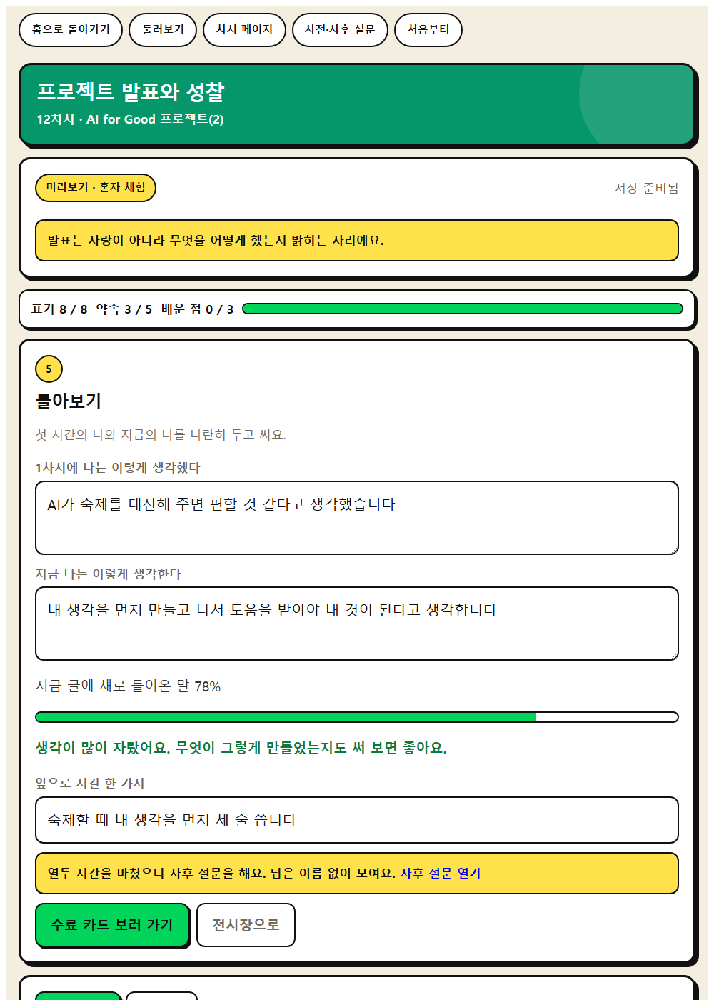 홈으로 돌아가기 둘러보기 차시 페이지 사전·사후 설문 처음부터
프로젝트 발표와 성찰
12차시 · AI for Good 프로젝트(2)
미리보기 · 혼자 체험 저장 준비됨
발표는 자랑이 아니라 무엇을 어떻게 했는지 밝히는 자리예요.
표기 8 / 8 약속 3 / 5 배운 점 0 / 3
5
돌아보기
첫 시간의 나와 지금의 나를 나란히 두고 써요.
1차시에 나는 이렇게 생각했다
AI가 숙제를 대신해 주면 편할 것 같다고 생각했습니다
지금 나는 이렇게 생각한다
내 생각을 먼저 만들고 나서 도움을 받아야 내 것이 된다고 생각합니다
지금 글에 새로 들어온 말 78%
생각이 많이 자랐어요. 무엇이 그렇게 만들었는지도 써 보면 좋아요.
앞으로 지킬 한 가지
숙제할 때 내 생각을 먼저 세 줄 씁니다
열두 시간을 마쳤으니 사후 설문을 해요. 답은 이름 없이 모여요. 사후 설문 열기
수료 카드 보러 가기 전시장으로